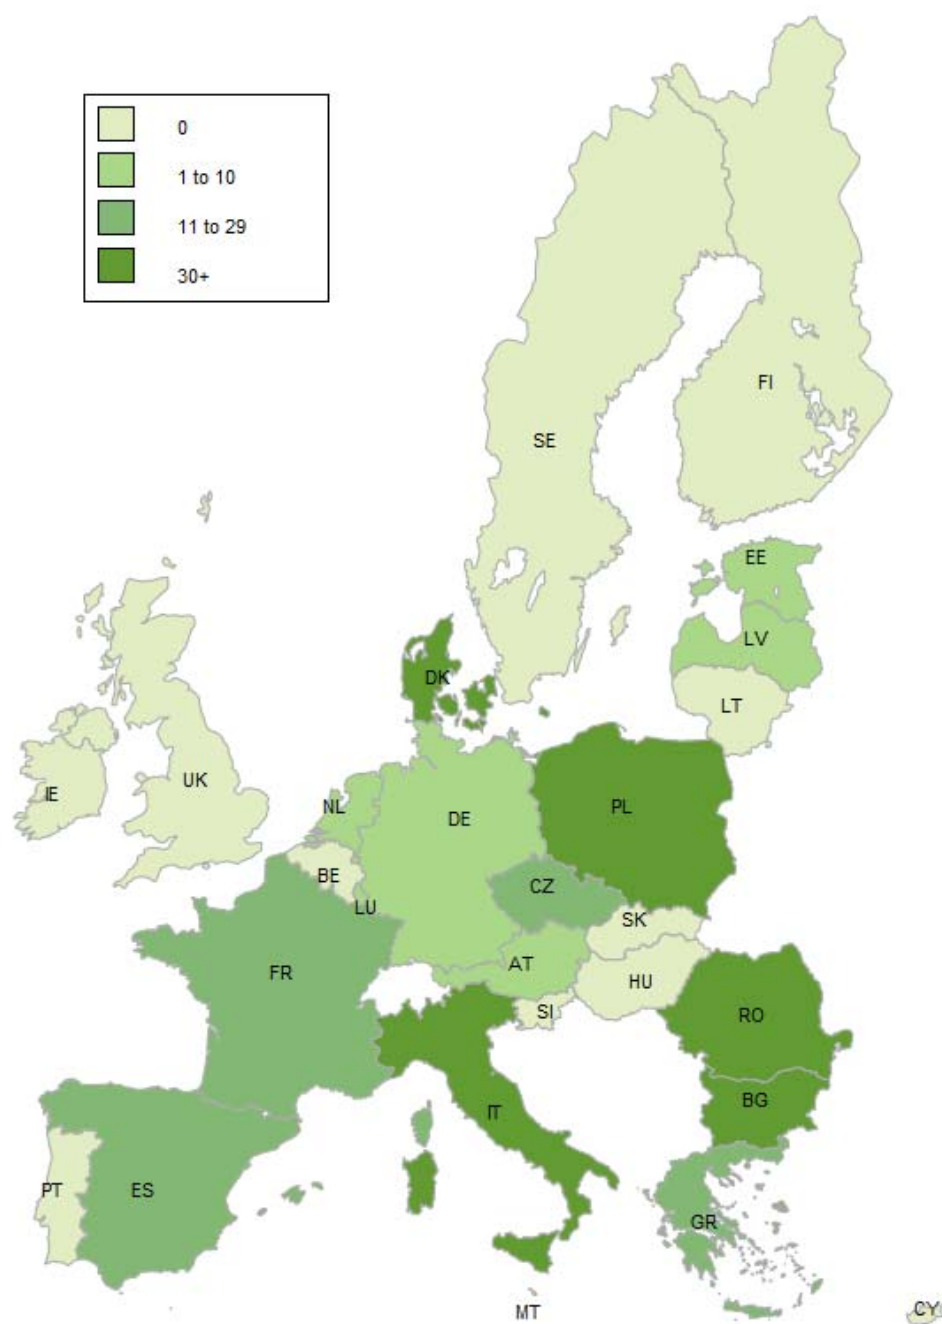 0
1 to 10
11 to 29
30+
FI
SE
EE
LV
DK
LT
IE
UK
NL
DE
PL
BE
CZ
LU
SK
FR
AT
HU
SI
RO
BG
IT
PT
ES
GR
MT
CY